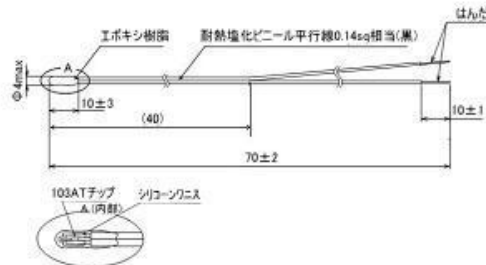 はんだ
エポキシ樹脂
耐熱塩化ビニール平行線0.14sq相当(黒)
A
Φ4max
10±3
(40)
10±1
70±2
103ATチップ
シリコーンワニス
A(内部)